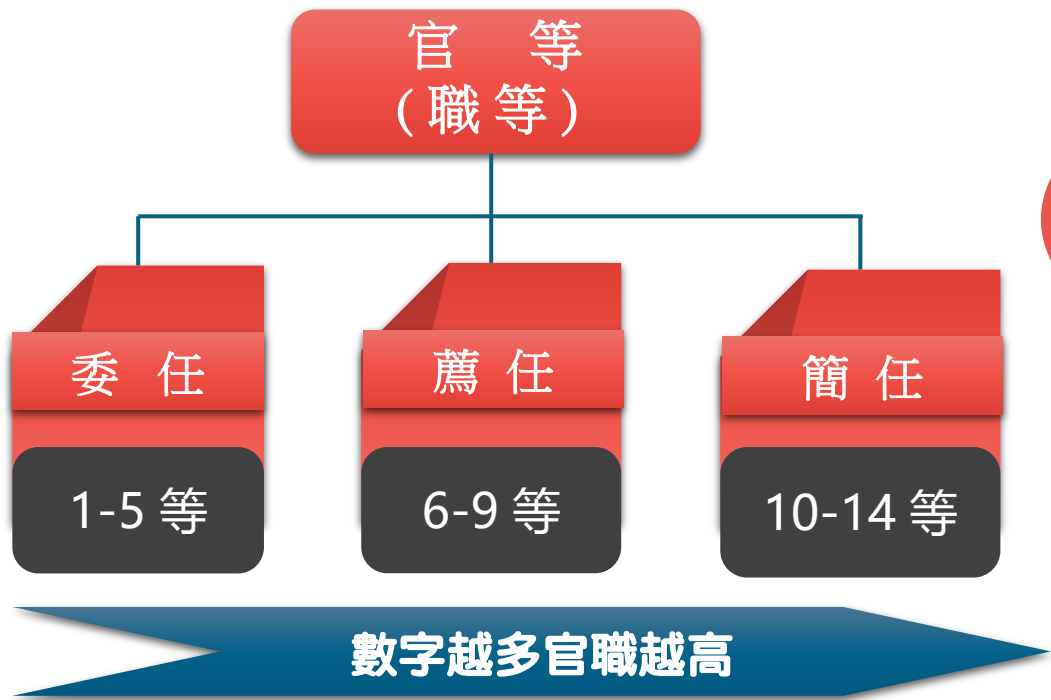 官 等
(職等)
委 任
薦 任
簡 任
1-5 等
6-9 等
10-14 等
數字越多官職越高